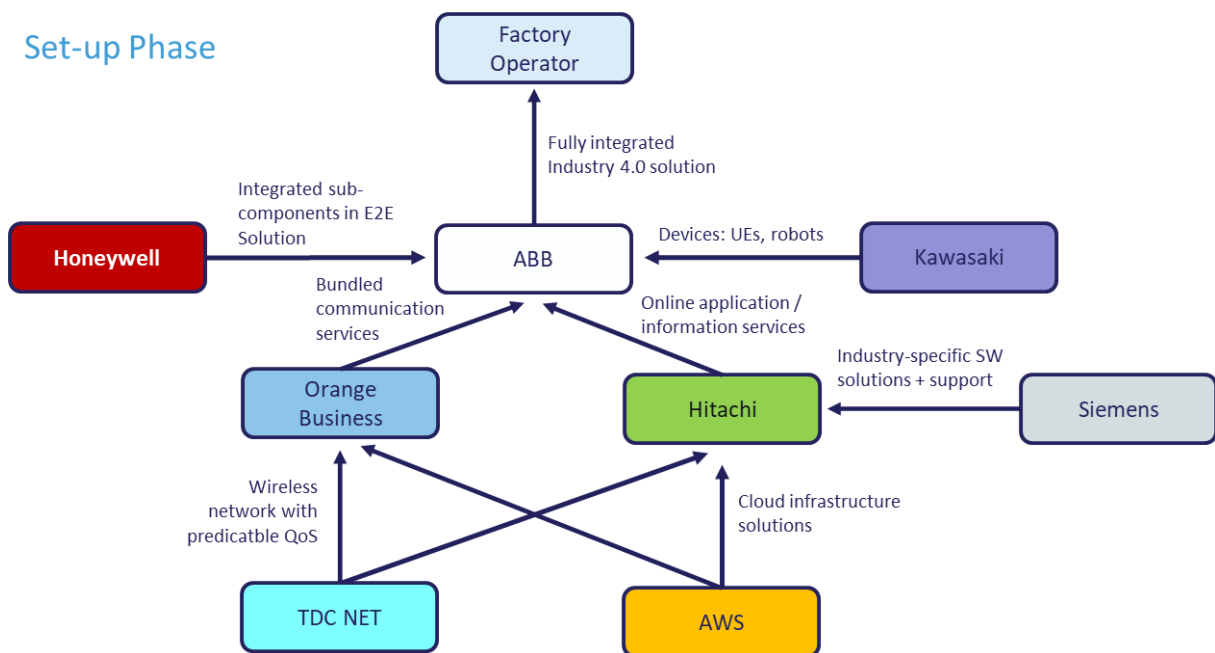 Set-up Phase
Factory
Operator
Fully integrated
Industry 4.0 solution
Integrated sub-
components in E2E
Solution
Honeywell
ABB
Devices: UEs, robots
Kawasaki
Bundled
communication
services
Online application /
information services
Industry-specific SW
solutions + support
Orange
Business
Hitachi
Siemens
Wireless
network with
predicatble QoS
Cloud infrastructure
solutions
TDC NET
AWS